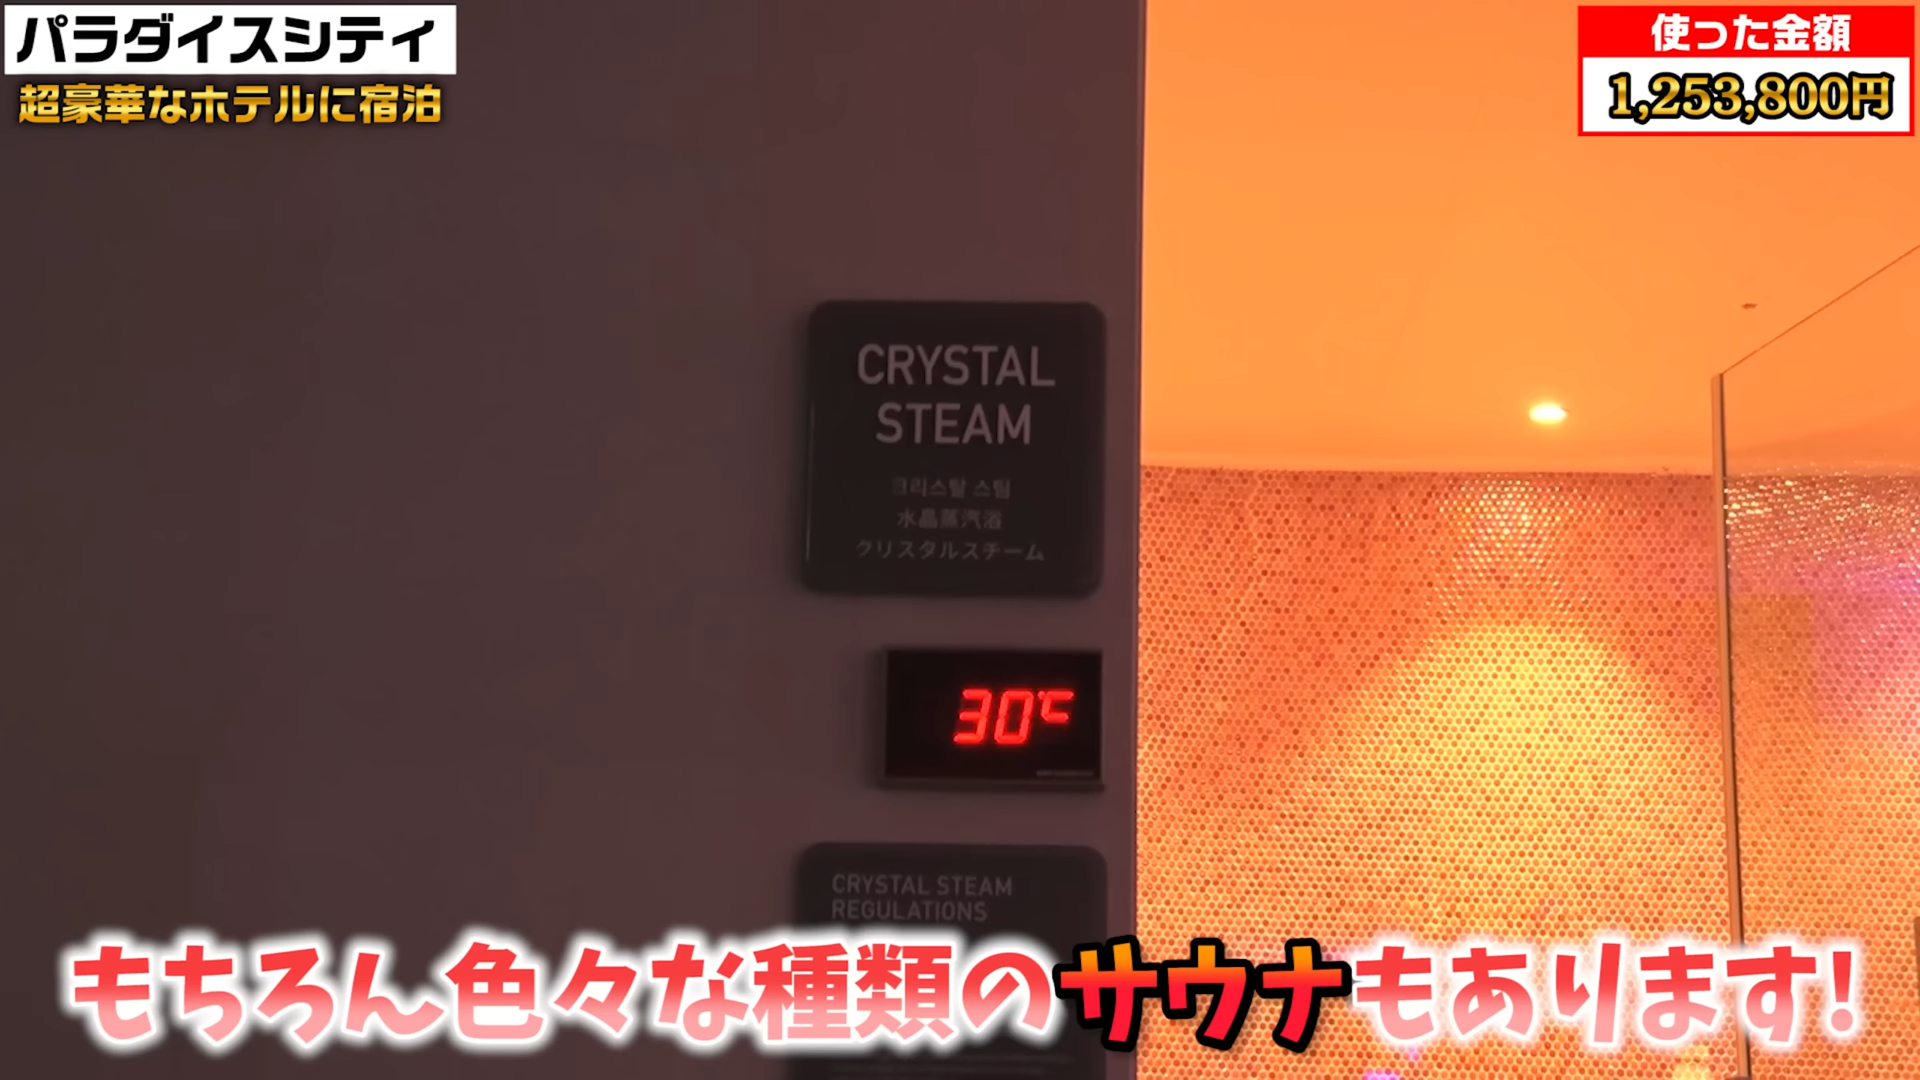 パラダイスシティ
超豪華なホテルに宿泊
使った金額
1,253,800円
CRYSTAL
STEAM
크리스탈 스팀
水晶蒸汽浴
クリスタルスチーム
30℃
CRYSTAL STEAM
REGULATIONS
もちろん色々な種類のサウナもあります!